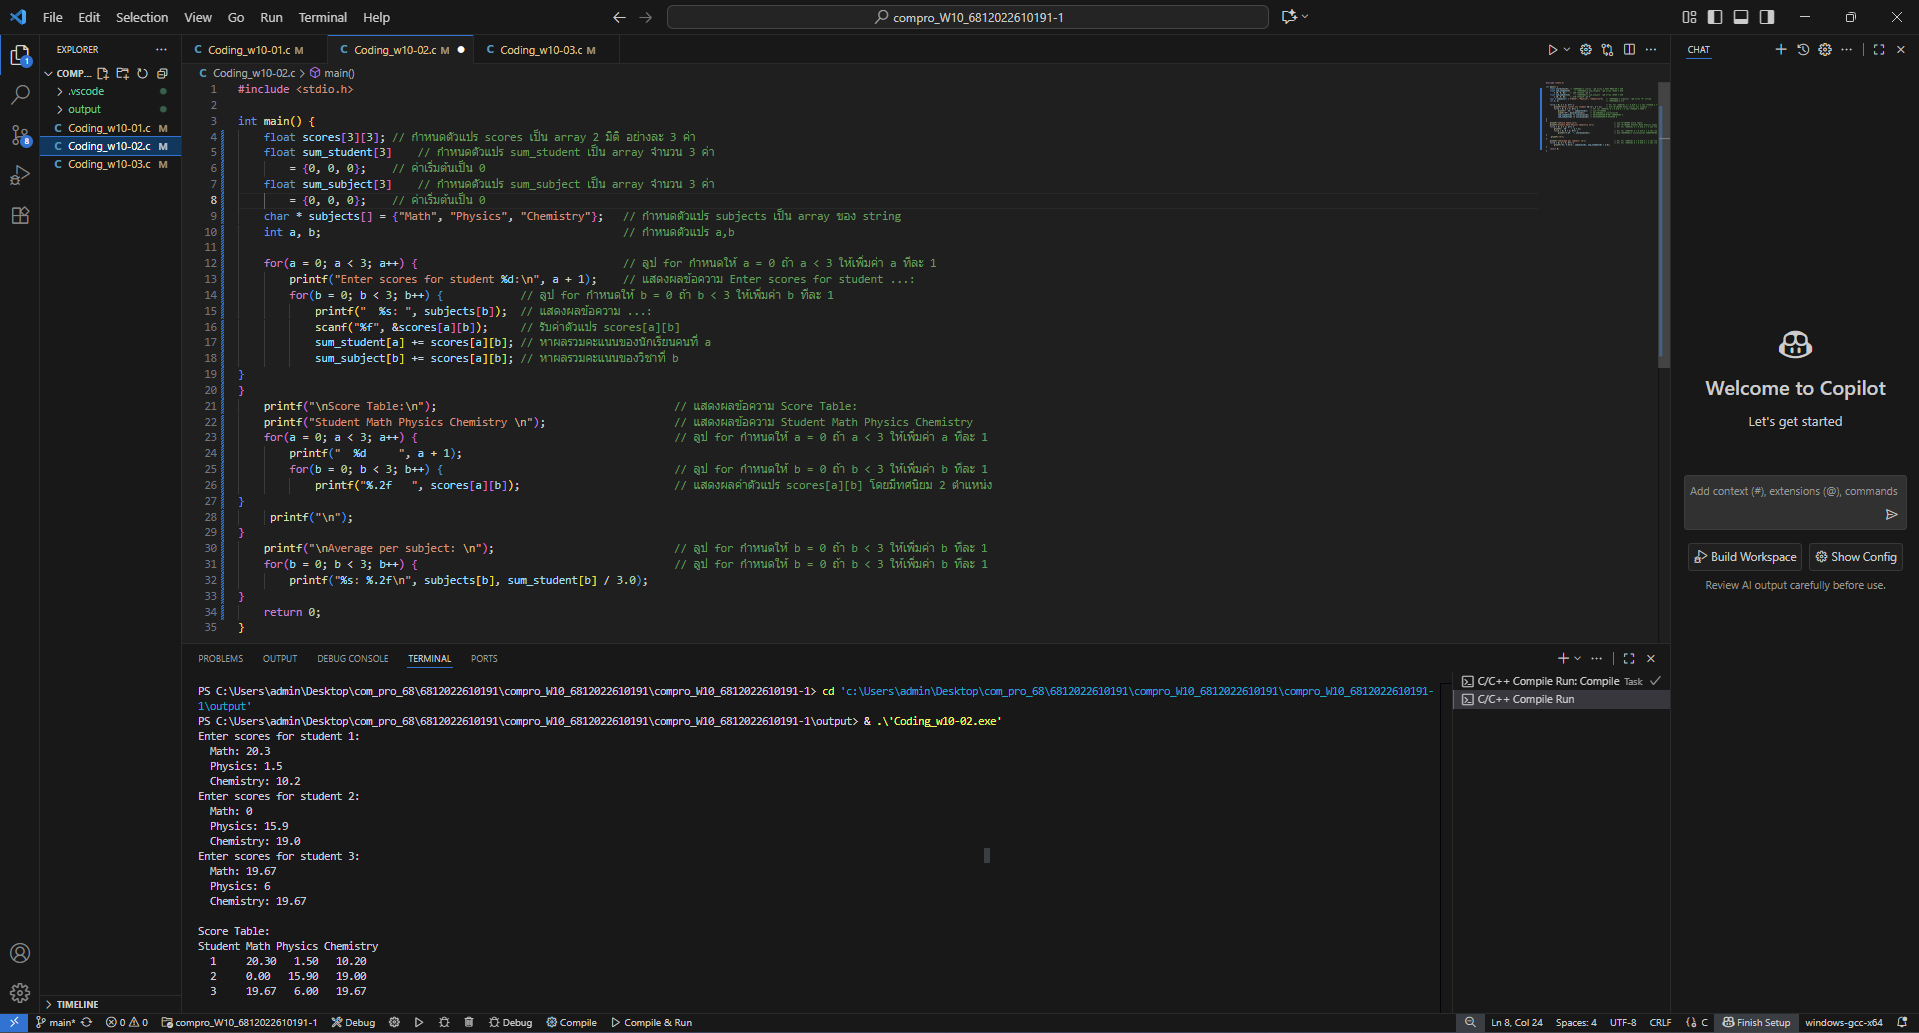 File Edit Selection View Go Run Terminal Help
compro_W10_6812022610191-1
EXPLORER
COMP...
.vscode
output
C Coding_w10-01.c M
C Coding_w10-02.c M
C Coding_w10-03.c M
TIMELINE
C Coding_w10-01.c M
C Coding_w10-02.c M
C Coding_w10-03.c M
C Coding_w10-02.c > main()
1 #include <stdio.h>
2
3 int main() {
4 float scores[3][3]; // กำหนดตัวแปร scores เป็น array 2 มิติ อย่างละ 3 ค่า
5 float sum_student[3] // กำหนดตัวแปร sum_student เป็น array จำนวน 3 ค่า
6 = {0, 0, 0}; // ค่าเริ่มต้นเป็น 0
7 float sum_subject[3] // กำหนดตัวแปร sum_subject เป็น array จำนวน 3 ค่า
8 = {0, 0, 0}; // ค่าเริ่มต้นเป็น 0
9 char * subjects[] = {"Math", "Physics", "Chemistry"}; // กำหนดตัวแปร subjects เป็น array ของ string
10 int a, b; // กำหนดตัวแปร a,b
11
12 for(a = 0; a < 3; a++) { // ลูป for กำหนดให้ a = 0 ถ้า a < 3 ให้เพิ่มค่า a ทีละ 1
13 printf("Enter scores for student %d:\n", a + 1); // แสดงผลข้อความ Enter scores for student ...:
14 for(b = 0; b < 3; b++) { // ลูป for กำหนดให้ b = 0 ถ้า b < 3 ให้เพิ่มค่า b ทีละ 1
15 printf("  %s: ", subjects[b]); // แสดงผลข้อความ ...:
16 scanf("%f", &scores[a][b]); // รับค่าตัวแปร scores[a][b]
17 sum_student[a] += scores[a][b]; // หาผลรวมคะแนนของนักเรียนคนที่ a
18 sum_subject[b] += scores[a][b]; // หาผลรวมคะแนนของวิชาที่ b
19 }
20 }
21 printf("\nScore Table:\n"); // แสดงผลข้อความ Score Table:
22 printf("Student Math Physics Chemistry \n"); // แสดงผลข้อความ Student Math Physics Chemistry
23 for(a = 0; a < 3; a++) { // ลูป for กำหนดให้ a = 0 ถ้า a < 3 ให้เพิ่มค่า a ทีละ 1
24 printf("  %d     ", a + 1);
25 for(b = 0; b < 3; b++) { // ลูป for กำหนดให้ b = 0 ถ้า b < 3 ให้เพิ่มค่า b ทีละ 1
26 printf("%.2f   ", scores[a][b]); // แสดงผลค่าตัวแปร scores[a][b] โดยมีทศนิยม 2 ตำแหน่ง
27 }
28 printf("\n");
29 }
30 printf("\nAverage per subject: \n"); // ลูป for กำหนดให้ b = 0 ถ้า b < 3 ให้เพิ่มค่า b ทีละ 1
31 for(b = 0; b < 3; b++) { // ลูป for กำหนดให้ b = 0 ถ้า b < 3 ให้เพิ่มค่า b ทีละ 1
32 printf("%s: %.2f\n", subjects[b], sum_student[b] / 3.0);
33 }
34 return 0;
35 }
PROBLEMS OUTPUT DEBUG CONSOLE TERMINAL PORTS
PS C:\Users\admin\Desktop\com_pro_68\6812022610191\compro_W10_6812022610191\compro_W10_6812022610191-1> cd 'c:\Users\admin\Desktop\com_pro_68\6812022610191\compro_W10_6812022610191\compro_W10_6812022610191-
1\output'
PS C:\Users\admin\Desktop\com_pro_68\6812022610191\compro_W10_6812022610191\compro_W10_6812022610191-1\output> & .\'Coding_w10-02.exe'
Enter scores for student 1:
Math: 20.3
Physics: 1.5
Chemistry: 10.2
Enter scores for student 2:
Math: 0
Physics: 15.9
Chemistry: 19.0
Enter scores for student 3:
Math: 19.67
Physics: 6
Chemistry: 19.67
Score Table:
Student Math Physics Chemistry
1 20.30 1.50 10.20
2 0.00 15.90 19.00
3 19.67 6.00 19.67
C/C++ Compile Run: Compile Task
C/C++ Compile Run
CHAT
Welcome to Copilot
Let's get started
Add context (#), extensions (@), commands
Build Workspace Show Config
Review AI output carefully before use.
main* 0 0 compro_W10_6812022610191-1 Debug Debug Compile Compile & Run
Ln 8, Col 24 Spaces: 4 UTF-8 CRLF C Finish Setup windows-gcc-x64